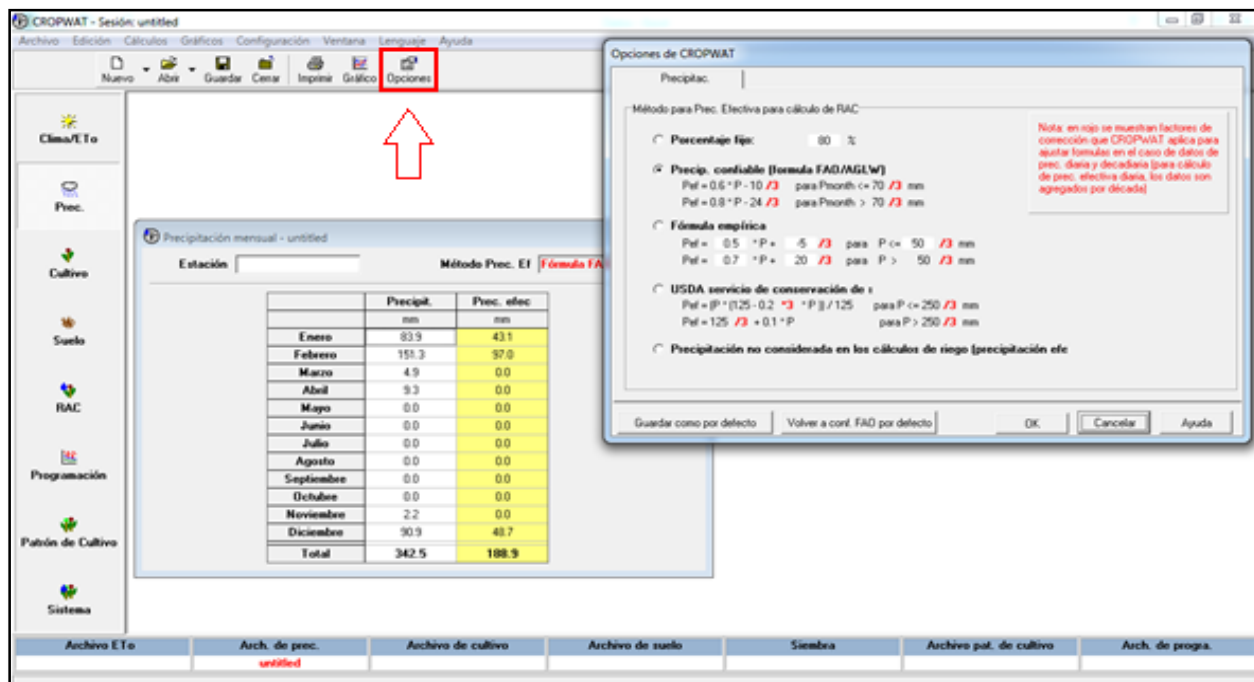 CROPWAT - Sesión: untitled
Archivo Edición Cálculos Gráficos Configuración Ventana Lenguaje Ayuda
Nuevo Abrir Guardar Cerrar Imprimir Gráfico Opciones
Clima/ETo
Prec.
Cultivo
Suelo
RAC
Programación
Patrón de Cultivo
Sistema
Precipitación mensual - untitled
Estación Método Prec. Ef Fórmula FA
Precipit. Prec. efec
mm mm
Enero 83.9 43.1
Febrero 151.3 97.0
Marzo 4.9 0.0
Abril 9.3 0.0
Mayo 0.0 0.0
Junio 0.0 0.0
Julio 0.0 0.0
Agosto 0.0 0.0
Septiembre 0.0 0.0
Octubre 0.0 0.0
Noviembre 2.2 0.0
Diciembre 90.9 48.7
Total 342.5 188.9
Opciones de CROPWAT
Precipitac.
Método para Prec. Efectiva para cálculo de RAC
Porcentaje fijo: 80 %
Precip. confiable (formula FAO/AGLW)
Pef = 0.6 * P - 10 /3 para Pmonth <= 70 /3 mm
Pef = 0.8 * P - 24 /3 para Pmonth > 70 /3 mm
Fórmula empírica
Pef = 0.5 * P + -5 /3 para P <= 50 /3 mm
Pef = 0.7 * P + 20 /3 para P > 50 /3 mm
USDA servicio de conservación de s
Pef = (P * (125 - 0.2 *3 * P)) / 125 para P <= 250 /3 mm
Pef = 125 /3 + 0.1 * P para P > 250 /3 mm
Precipitación no considerada en los cálculos de riego (precipitación efe
Nota: en rojo se muestran factores de
corrección que CROPWAT aplica para
ajustar formulas en el caso de datos de
prec. diaria y decadiaria (para cálculo
de prec. efectiva diaria, los datos son
agregados por década)
Guardar como por defecto Volver a conf. FAO por defecto OK Cancelar Ayuda
Archivo ETo Arch. de prec. Archivo de cultivo Archivo de suelo Siembra Archivo pat. de cultivo Arch. de progra.
untitled